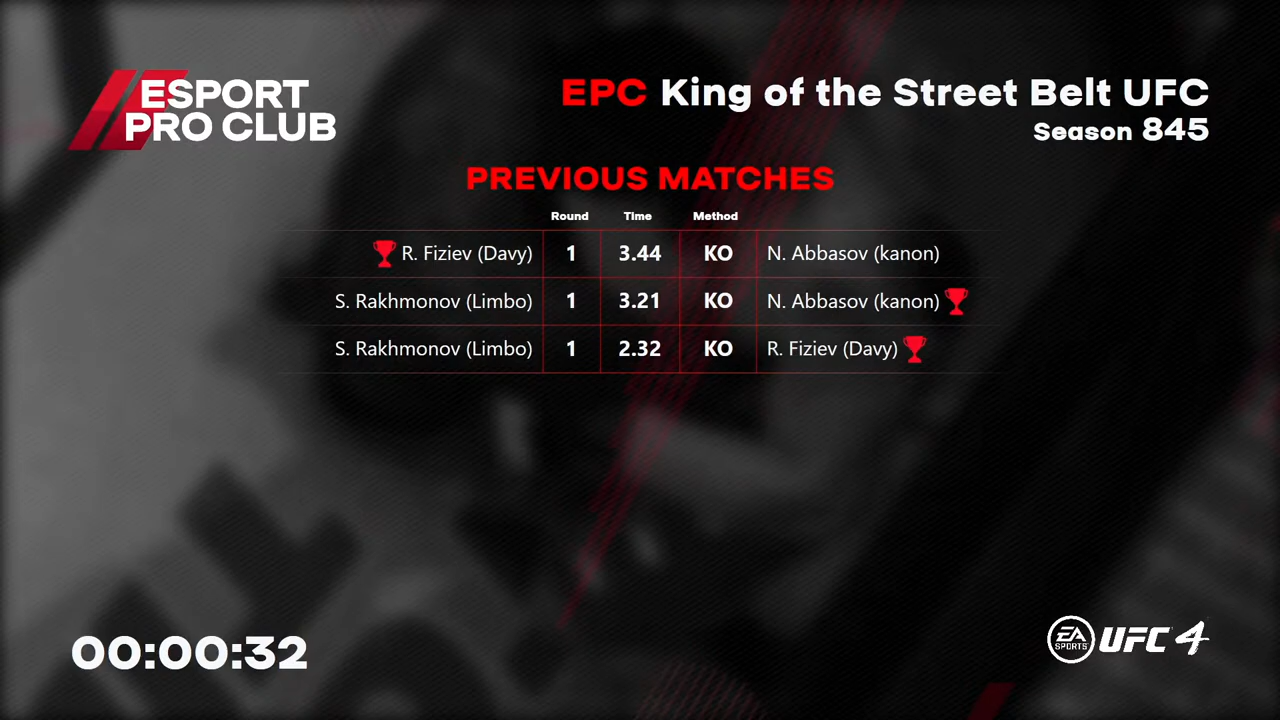 ESPORT
PRO CLUB
EPC King of the Street Belt UFC
Season 845
PREVIOUS MATCHES
Round Time Method
R. Fiziev (Davy) 1 3.44 KO N. Abbasov (kanon)
S. Rakhmonov (Limbo) 1 3.21 KO N. Abbasov (kanon)
S. Rakhmonov (Limbo) 1 2.32 KO R. Fiziev (Davy)
00:00:32
EA SPORTS UFC 4